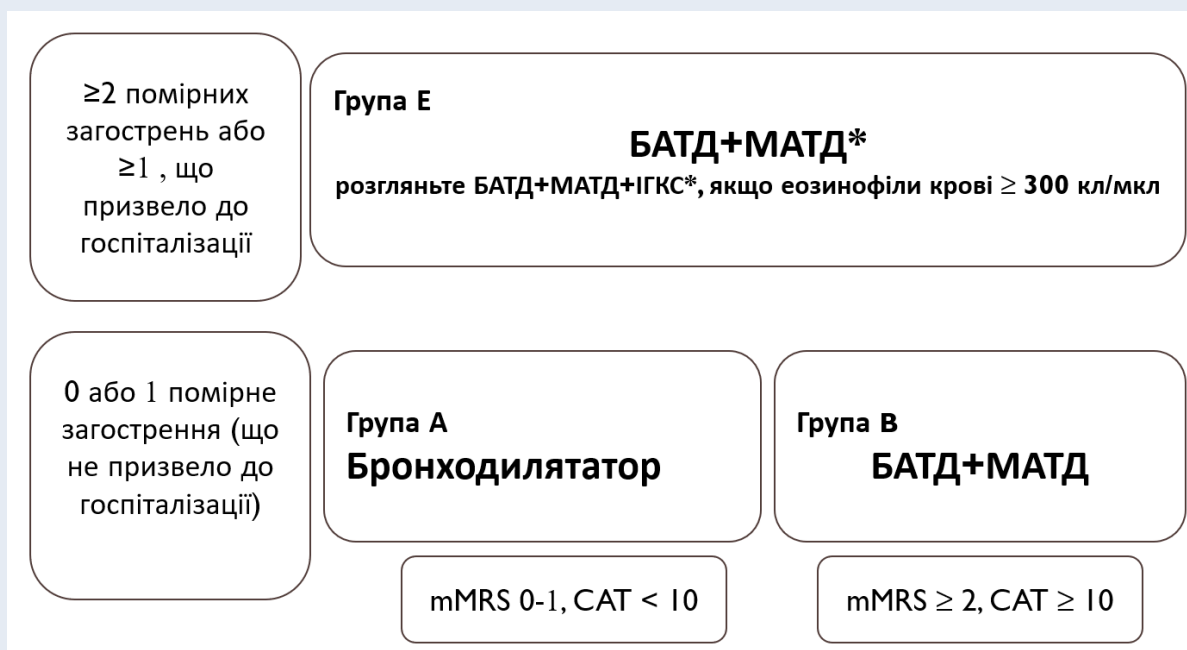 ≥2 помірних
загострень або
≥1 , що
призвело до
госпіталізації
Група Е
БАТД+МАТД*
розгляньте БАТД+МАТД+ІГКС*, якщо еозинофіли крові ≥ 300 кл/мкл
0 або 1 помірне
загострення (що
не призвело до
госпіталізації)
Група А
Бронходилятатор
Група В
БАТД+МАТД
mMRS 0-1, CAT < 10
mMRS ≥ 2, CAT ≥ 10